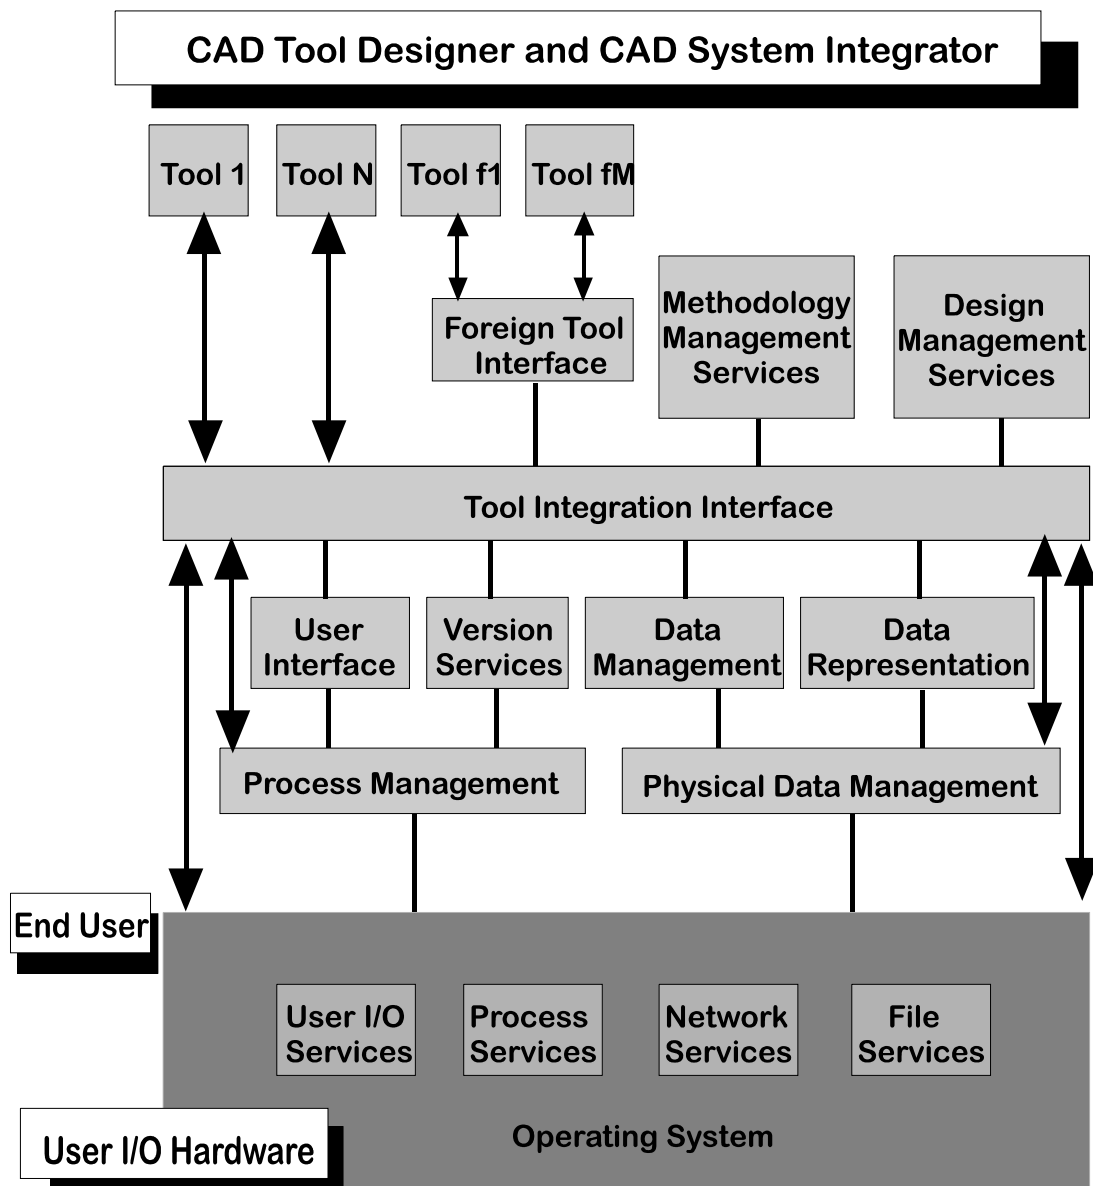 CAD Tool Designer and CAD System Integrator
Tool 1
Tool N
Tool f1
Tool fM
Foreign Tool
Interface
Methodology
Management
Services
Design
Management
Services
Tool Integration Interface
User
Interface
Version
Services
Data
Management
Data
Representation
Process Management
Physical Data Management
End User
User I/O
Services
Process
Services
Network
Services
File
Services
Operating System
User I/O Hardware